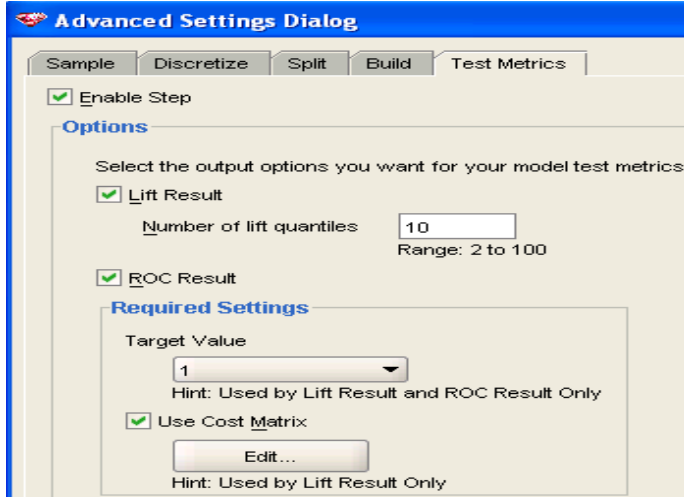 Advanced Settings Dialog
Sample Discretize Split Build Test Metrics
Enable Step
Options
Select the output options you want for your model test metrics
Lift Result
Number of lift quantiles 10
Range: 2 to 100
ROC Result
Required Settings
Target Value
1
Hint: Used by Lift Result and ROC Result Only
Use Cost Matrix
Edit...
Hint: Used by Lift Result Only